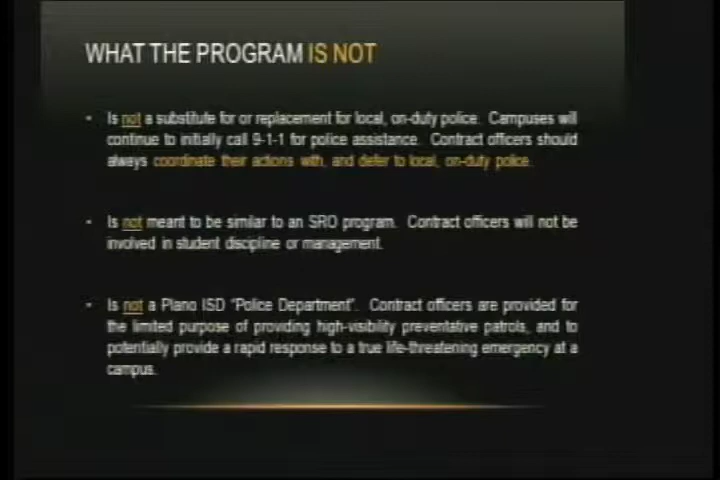 WHAT THE PROGRAM IS NOT
• Is not a substitute for or replacement for local, on-duty police. Campuses will
continue to initially call 9-1-1 for police assistance. Contract officers should
always coordinate their actions with, and defer to local, on-duty police.
• Is not meant to be similar to an SRO program. Contract officers will not be
involved in student discipline or management.
• Is not a Plano ISD "Police Department". Contract officers are provided for
the limited purpose of providing high-visibility preventative patrols, and to
potentially provide a rapid response to a true life-threatening emergency at a
campus.